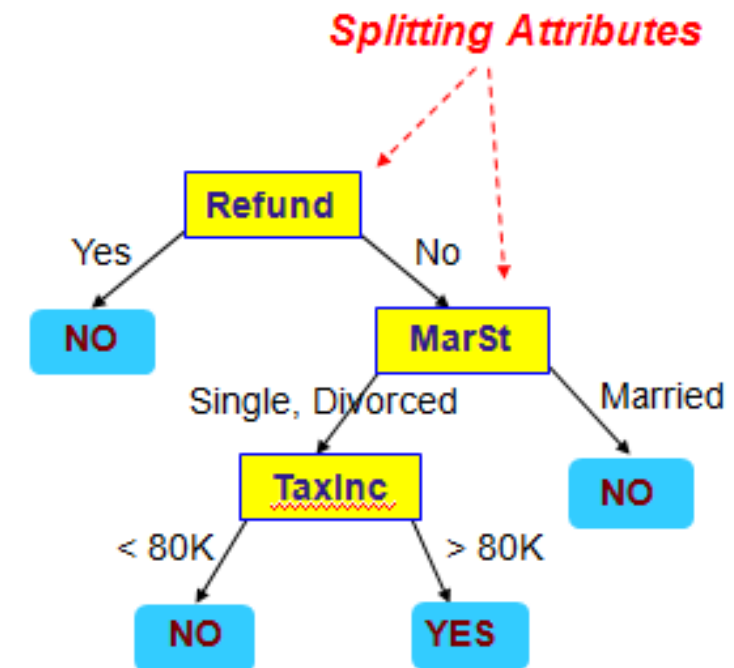 Splitting Attributes
Refund
Yes
No
NO
MarSt
Single, Divorced
Married
TaxInc
NO
< 80K
> 80K
NO
YES